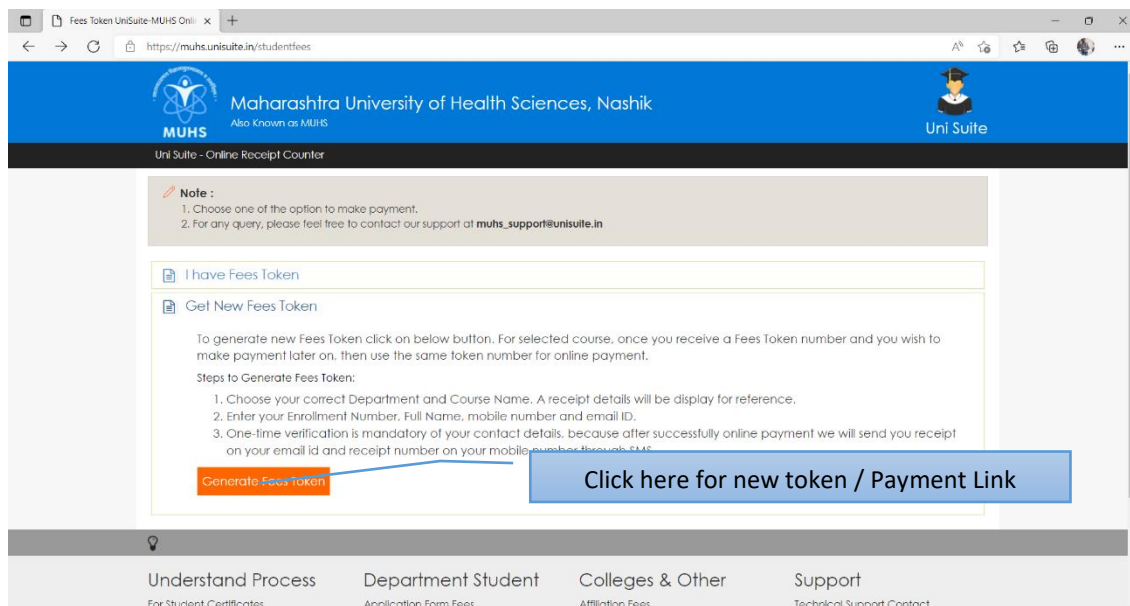 Fees Token UniSuite-MUHS Onli
https://muhs.unisuite.in/studentfees
MUHS
Maharashtra University of Health Sciences, Nashik
Also Known as MUHS
Uni Suite
Uni Suite - Online Receipt Counter
Note :
1. Choose one of the option to make payment.
2. For any query, please feel free to contact our support at muhs_support@unisuite.in
I have Fees Token
Get New Fees Token
To generate new Fees Token click on below button. For selected course, once you receive a Fees Token number and you wish to
make payment later on, then use the same token number for online payment.
Steps to Generate Fees Token:
1. Choose your correct Department and Course Name. A receipt details will be display for reference.
2. Enter your Enrollment Number, Full Name, mobile number and email ID.
3. One-time verification is mandatory of your contact details, because after successfully online payment we will send you receipt
on your email id and receipt number on your mobile number through SMS
Generate Fees Token
Click here for new token / Payment Link
Understand Process
Department Student
Colleges & Other
Support
For Student Certificates
Application Form Fees
Affiliation Fees
Technical Support Contact